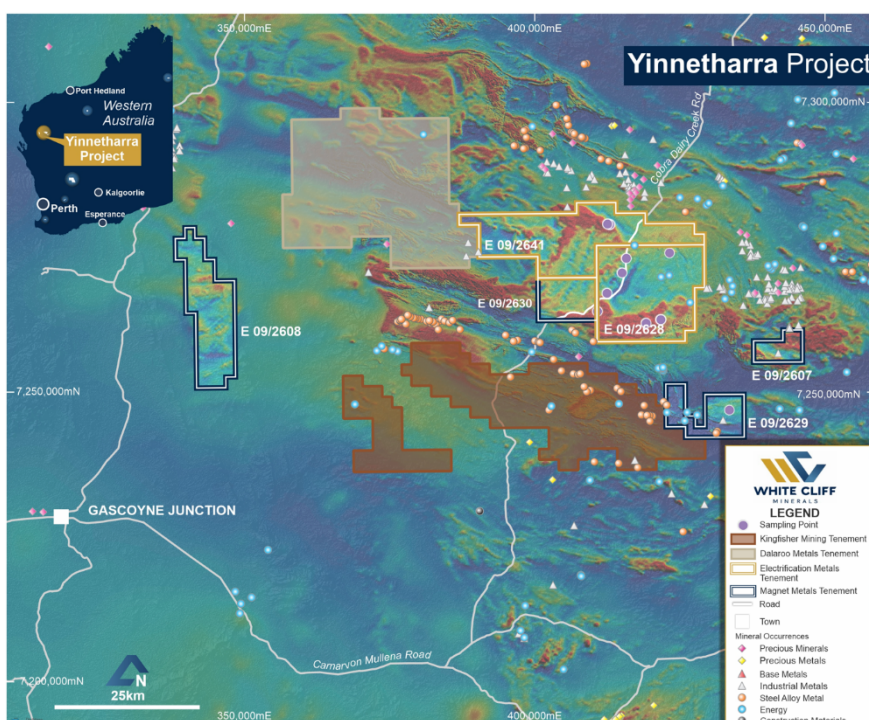 350,000mE
400,000mE
450,000mE
Yinnetharra Project
Port Hedland
Western
Australia
Yinnetharra
Project
Kalgoorlie
Perth
Esperance
7,300,000mN
Cobra Dairy Creek Rd
E 09/2641
E 09/2630
E 09/2628
E 09/2608
E 09/2607
7,250,000mN
7,250,000mN
E 09/2629
GASCOYNE JUNCTION
WHITE CLIFF
MINERALS
LEGEND
Sampling Point
Kingfisher Mining Tenement
Dalaroo Metals Tenement
Electrification Metals
Tenement
Magnet Metals Tenement
Road
Town
Mineral Occurrences
Precious Minerals
Precious Metals
Base Metals
Industrial Metals
Steel Alloy Metal
Energy
Construction Materials
Carnarvon Mullena Road
7,200,000mN
N
25km
350,000mE
400,000mE